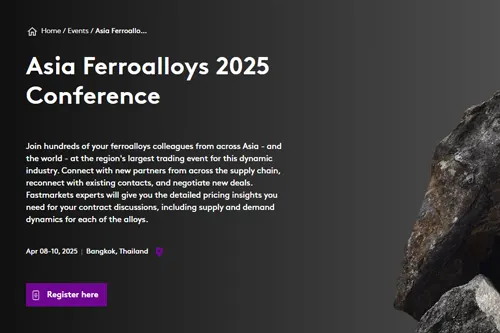 Home / Events / Asia Ferroallo...
Asia Ferroalloys 2025
Conference
Join hundreds of your ferroalloys colleagues from across Asia - and
the world - at the region's largest trading event for this dynamic
industry. Connect with new partners from across the supply chain,
reconnect with existing contacts, and negotiate new deals.
Fastmarkets experts will give you the detailed pricing insights you
need for your contract discussions, including supply and demand
dynamics for each of the alloys.
Apr 08-10, 2025 | Bangkok, Thailand
Register here